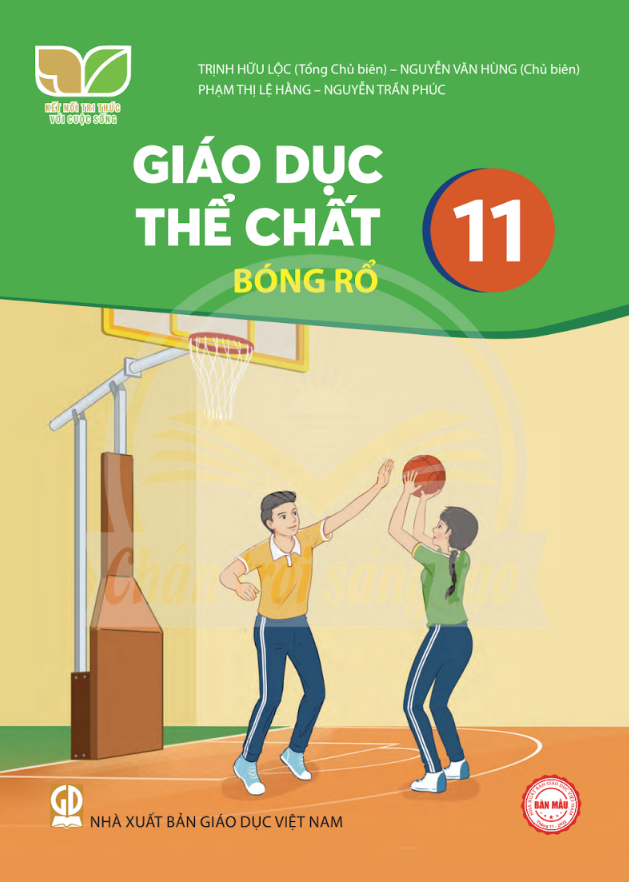 TRỊNH HỮU LỘC (Tổng Chủ biên) – NGUYỄN VĂN HÙNG (Chủ biên)
PHẠM THỊ LỆ HẰNG – NGUYỄN TRẦN PHÚC
KẾT NỐI TRI THỨC
VỚI CUỘC SỐNG
GIÁO DỤC
THỂ CHẤT
11
BÓNG RỔ
Chân trời sáng tạo
BẢN MẪU
NHÀ XUẤT BẢN GIÁO DỤC VIỆT NAM